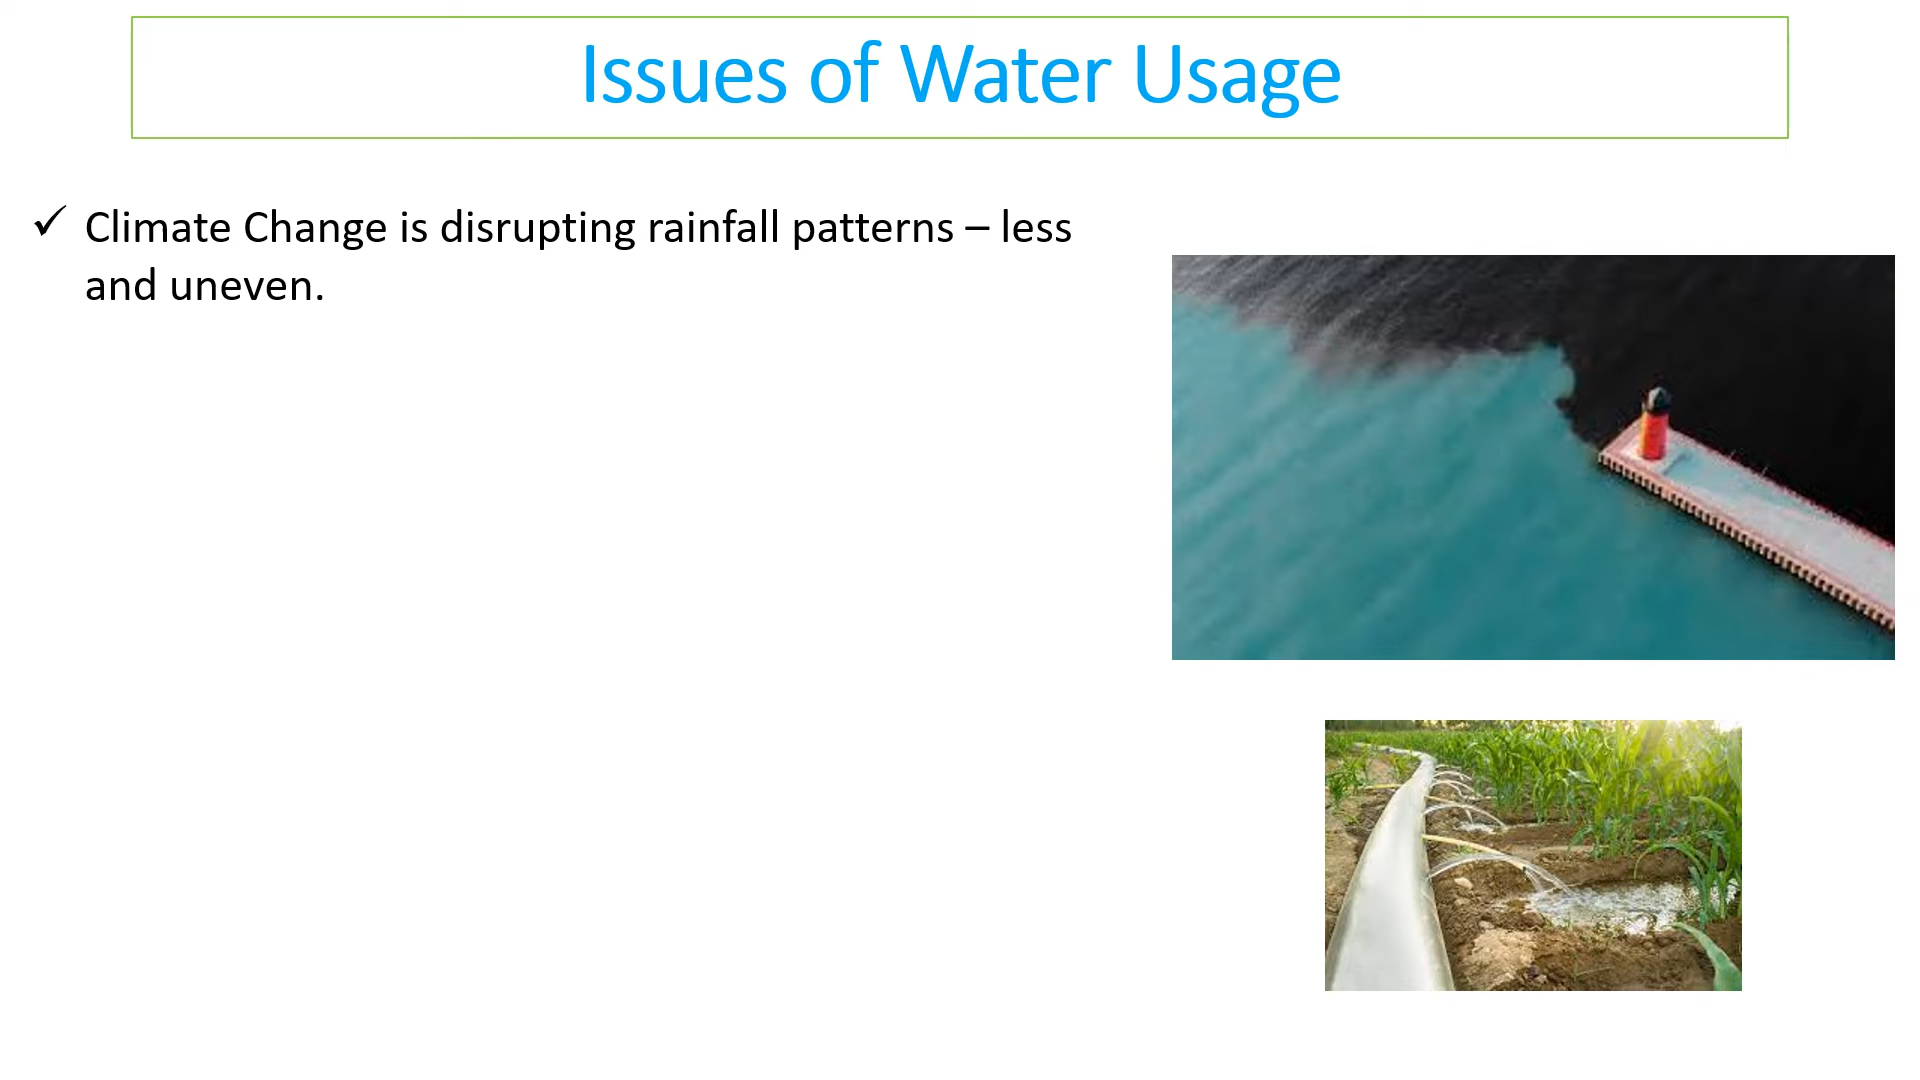 Issues of Water Usage
✓ Climate Change is disrupting rainfall patterns – less
and uneven.